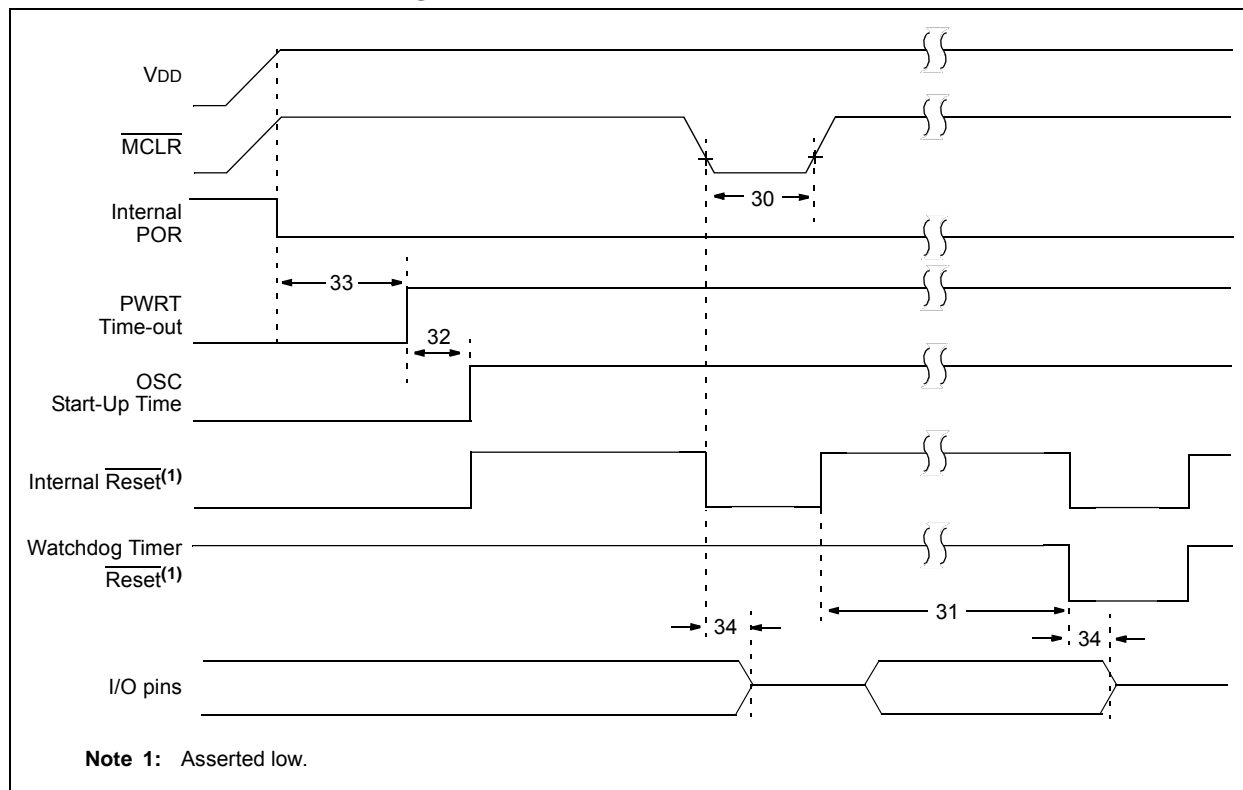 VDD
MCLR
30
Internal
POR
33
PWRT
Time-out
32
OSC
Start-Up Time
Internal Reset(1)
Watchdog Timer
Reset(1)
31
34
34
I/O pins
Note 1: Asserted low.